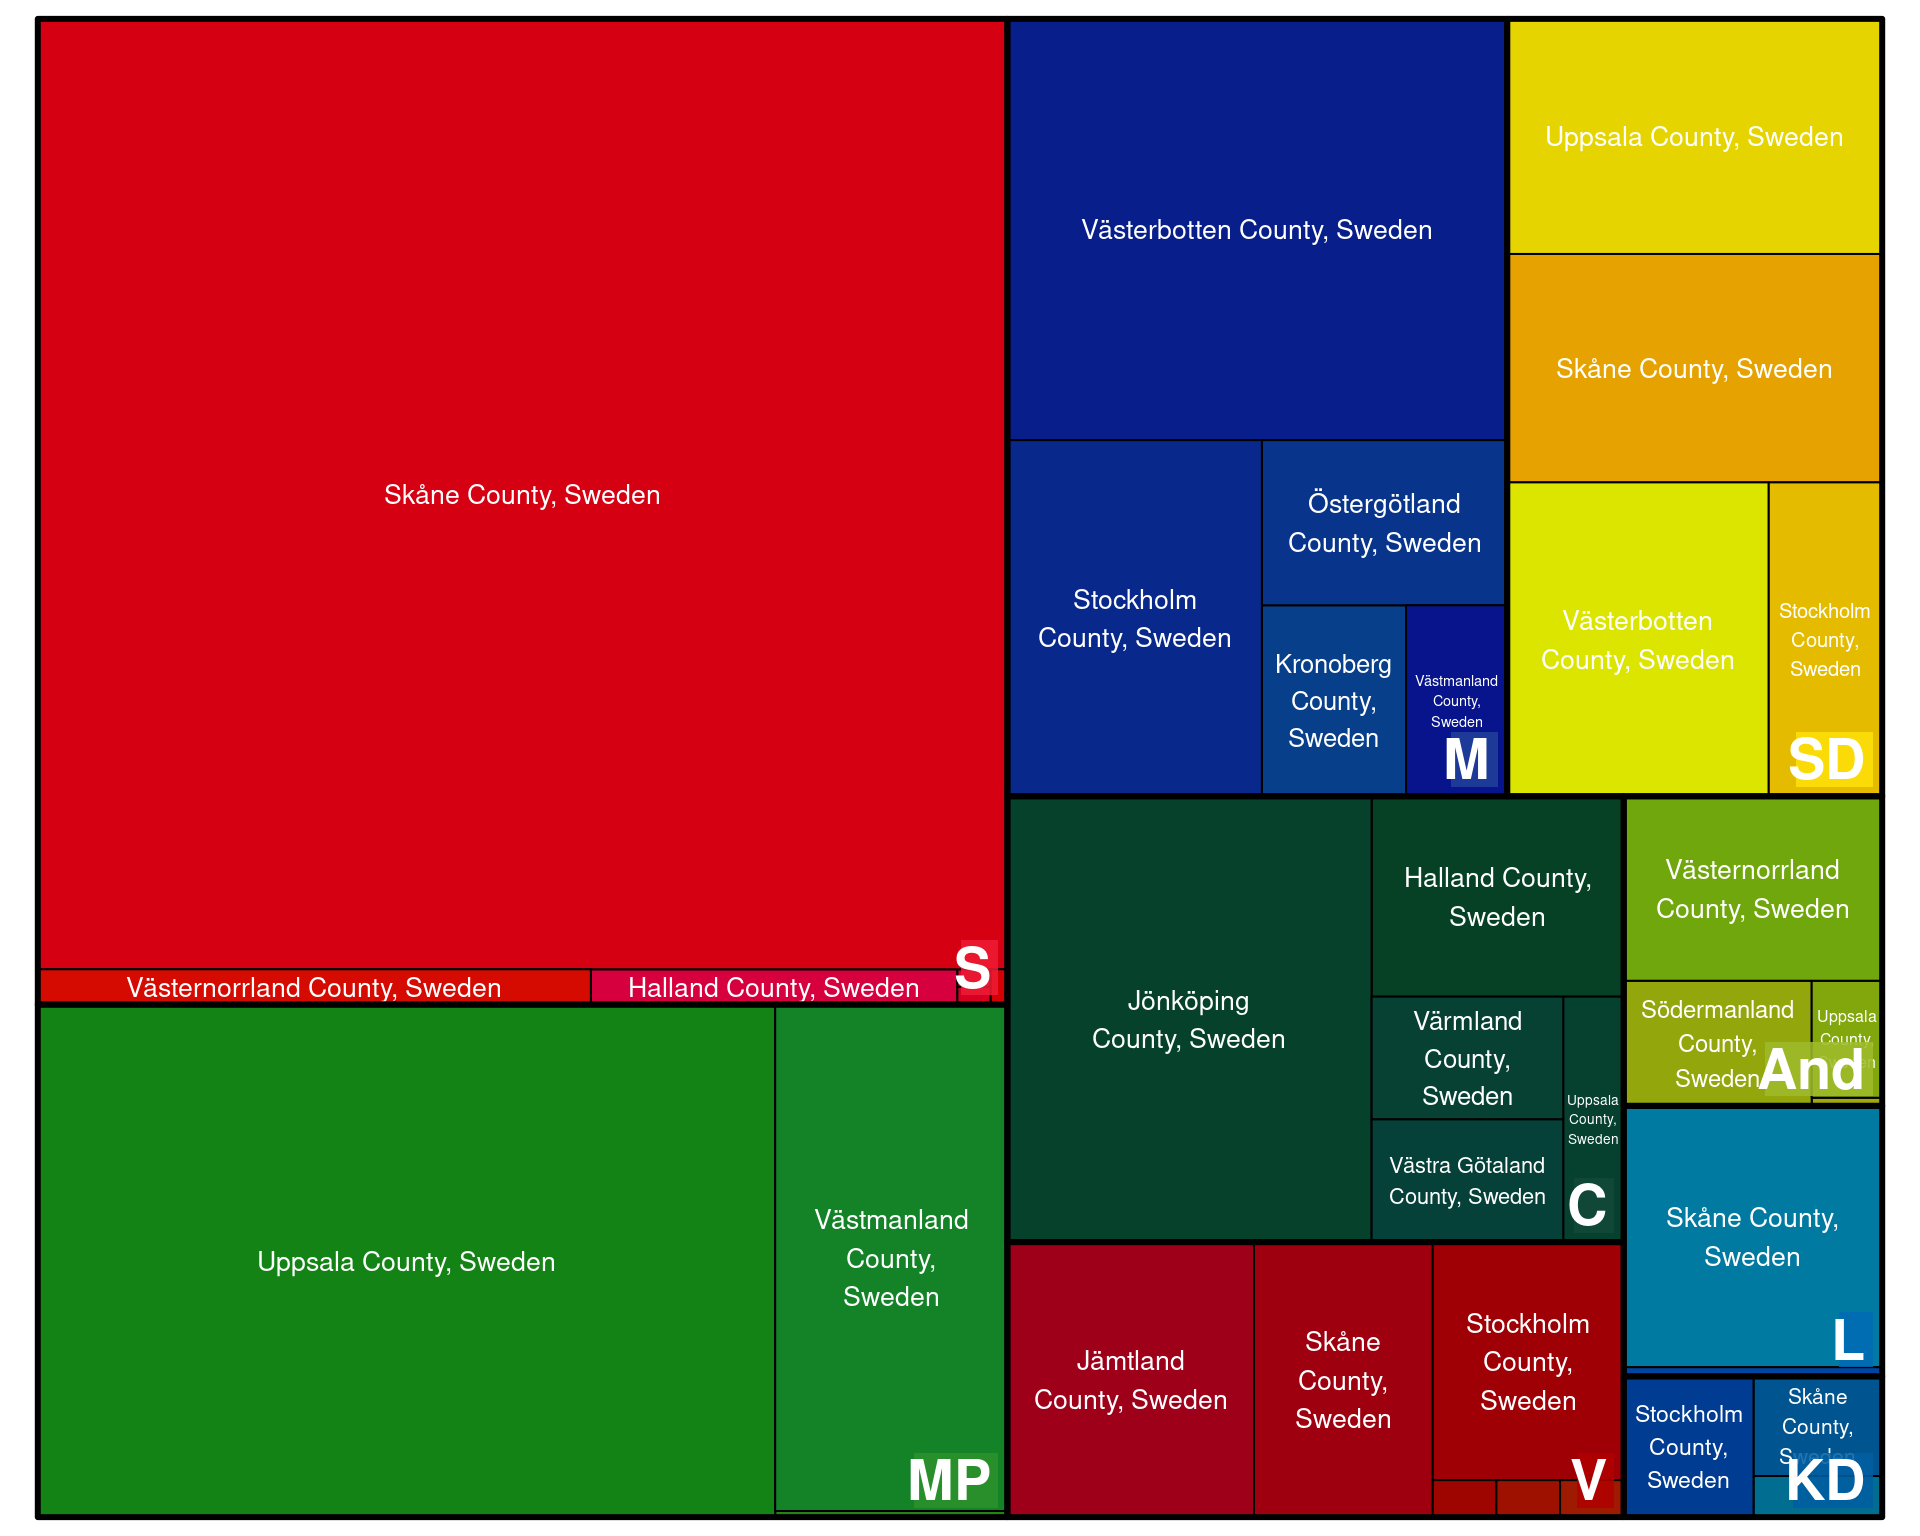 Skåne County, Sweden
Västernorrland County, Sweden
Halland County, Sweden
S
Uppsala County, Sweden
Västmanland
County,
Sweden
MP
Västerbotten County, Sweden
Stockholm
County, Sweden
Östergötland
County, Sweden
Kronoberg
County,
Sweden
Västmanland
County,
Sweden
M
Uppsala County, Sweden
Skåne County, Sweden
Västerbotten
County, Sweden
Stockholm
County,
Sweden
SD
Jönköping
County, Sweden
Halland County,
Sweden
Värmland
County,
Sweden
Västra Götaland
County, Sweden
Uppsala
County,
Sweden
C
Västernorrland
County, Sweden
Södermanland
County,
Sweden
Uppsala
County,
And
Skåne County,
Sweden
L
Jämtland
County, Sweden
Skåne
County,
Sweden
Stockholm
County,
Sweden
V
Stockholm
County,
Sweden
Skåne
County,
Sweden
KD